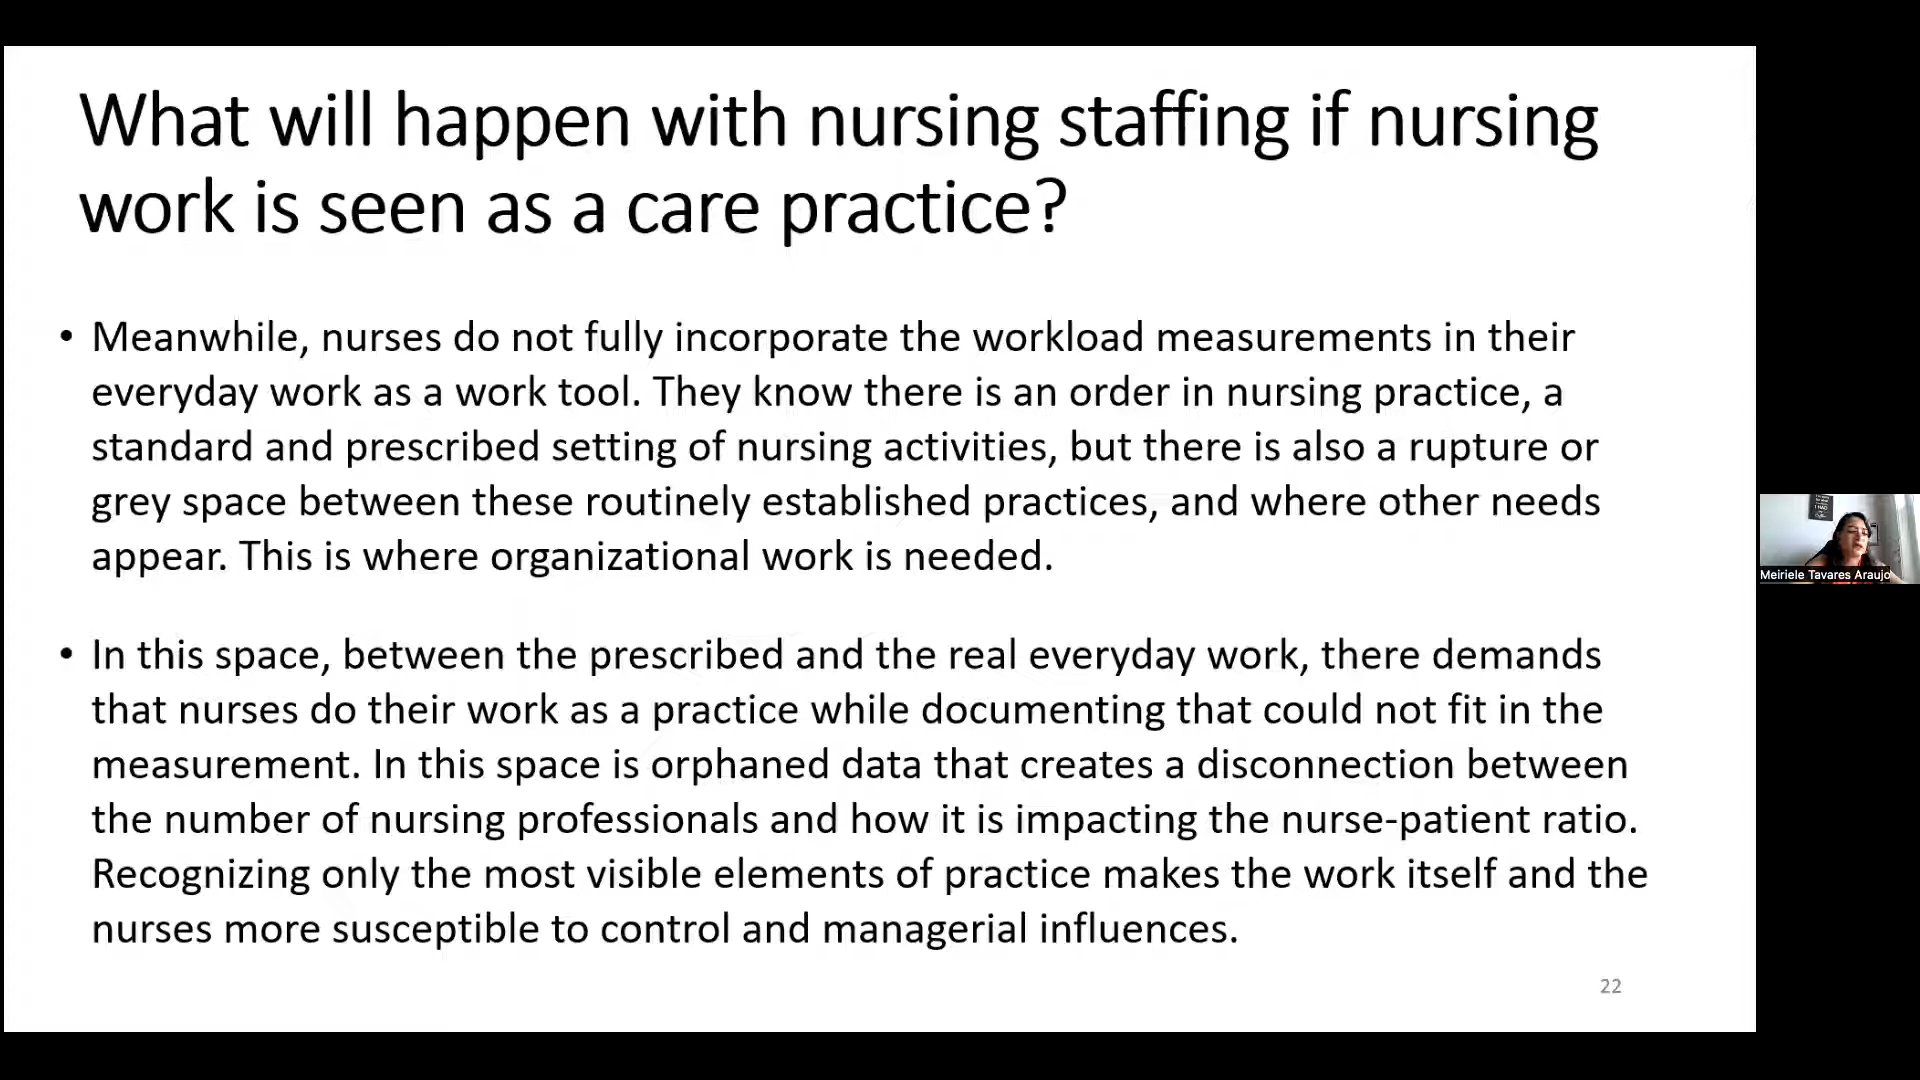 What will happen with nursing staffing if nursing
work is seen as a care practice?
• Meanwhile, nurses do not fully incorporate the workload measurements in their
everyday work as a work tool. They know there is an order in nursing practice, a
standard and prescribed setting of nursing activities, but there is also a rupture or
grey space between these routinely established practices, and where other needs
appear. This is where organizational work is needed.
• In this space, between the prescribed and the real everyday work, there demands
that nurses do their work as a practice while documenting that could not fit in the
measurement. In this space is orphaned data that creates a disconnection between
the number of nursing professionals and how it is impacting the nurse-patient ratio.
Recognizing only the most visible elements of practice makes the work itself and the
nurses more susceptible to control and managerial influences.
22
Meiriele Tavares Araujo